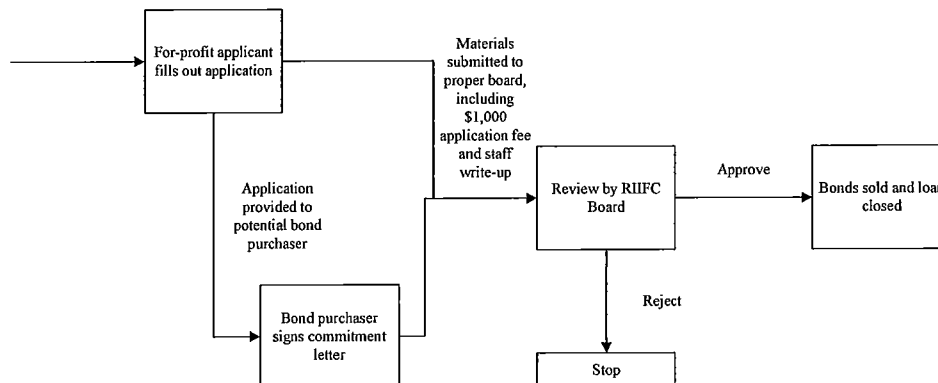 For-profit applicant
fills out application
Materials
submitted to
proper board,
including
$1,000
application fee
and staff
write-up
Application
provided to
potential bond
purchaser
Bond purchaser
signs commitment
letter
Review by RIIFC
Board
Approve
Bonds sold and loan
closed
Reject
Stop